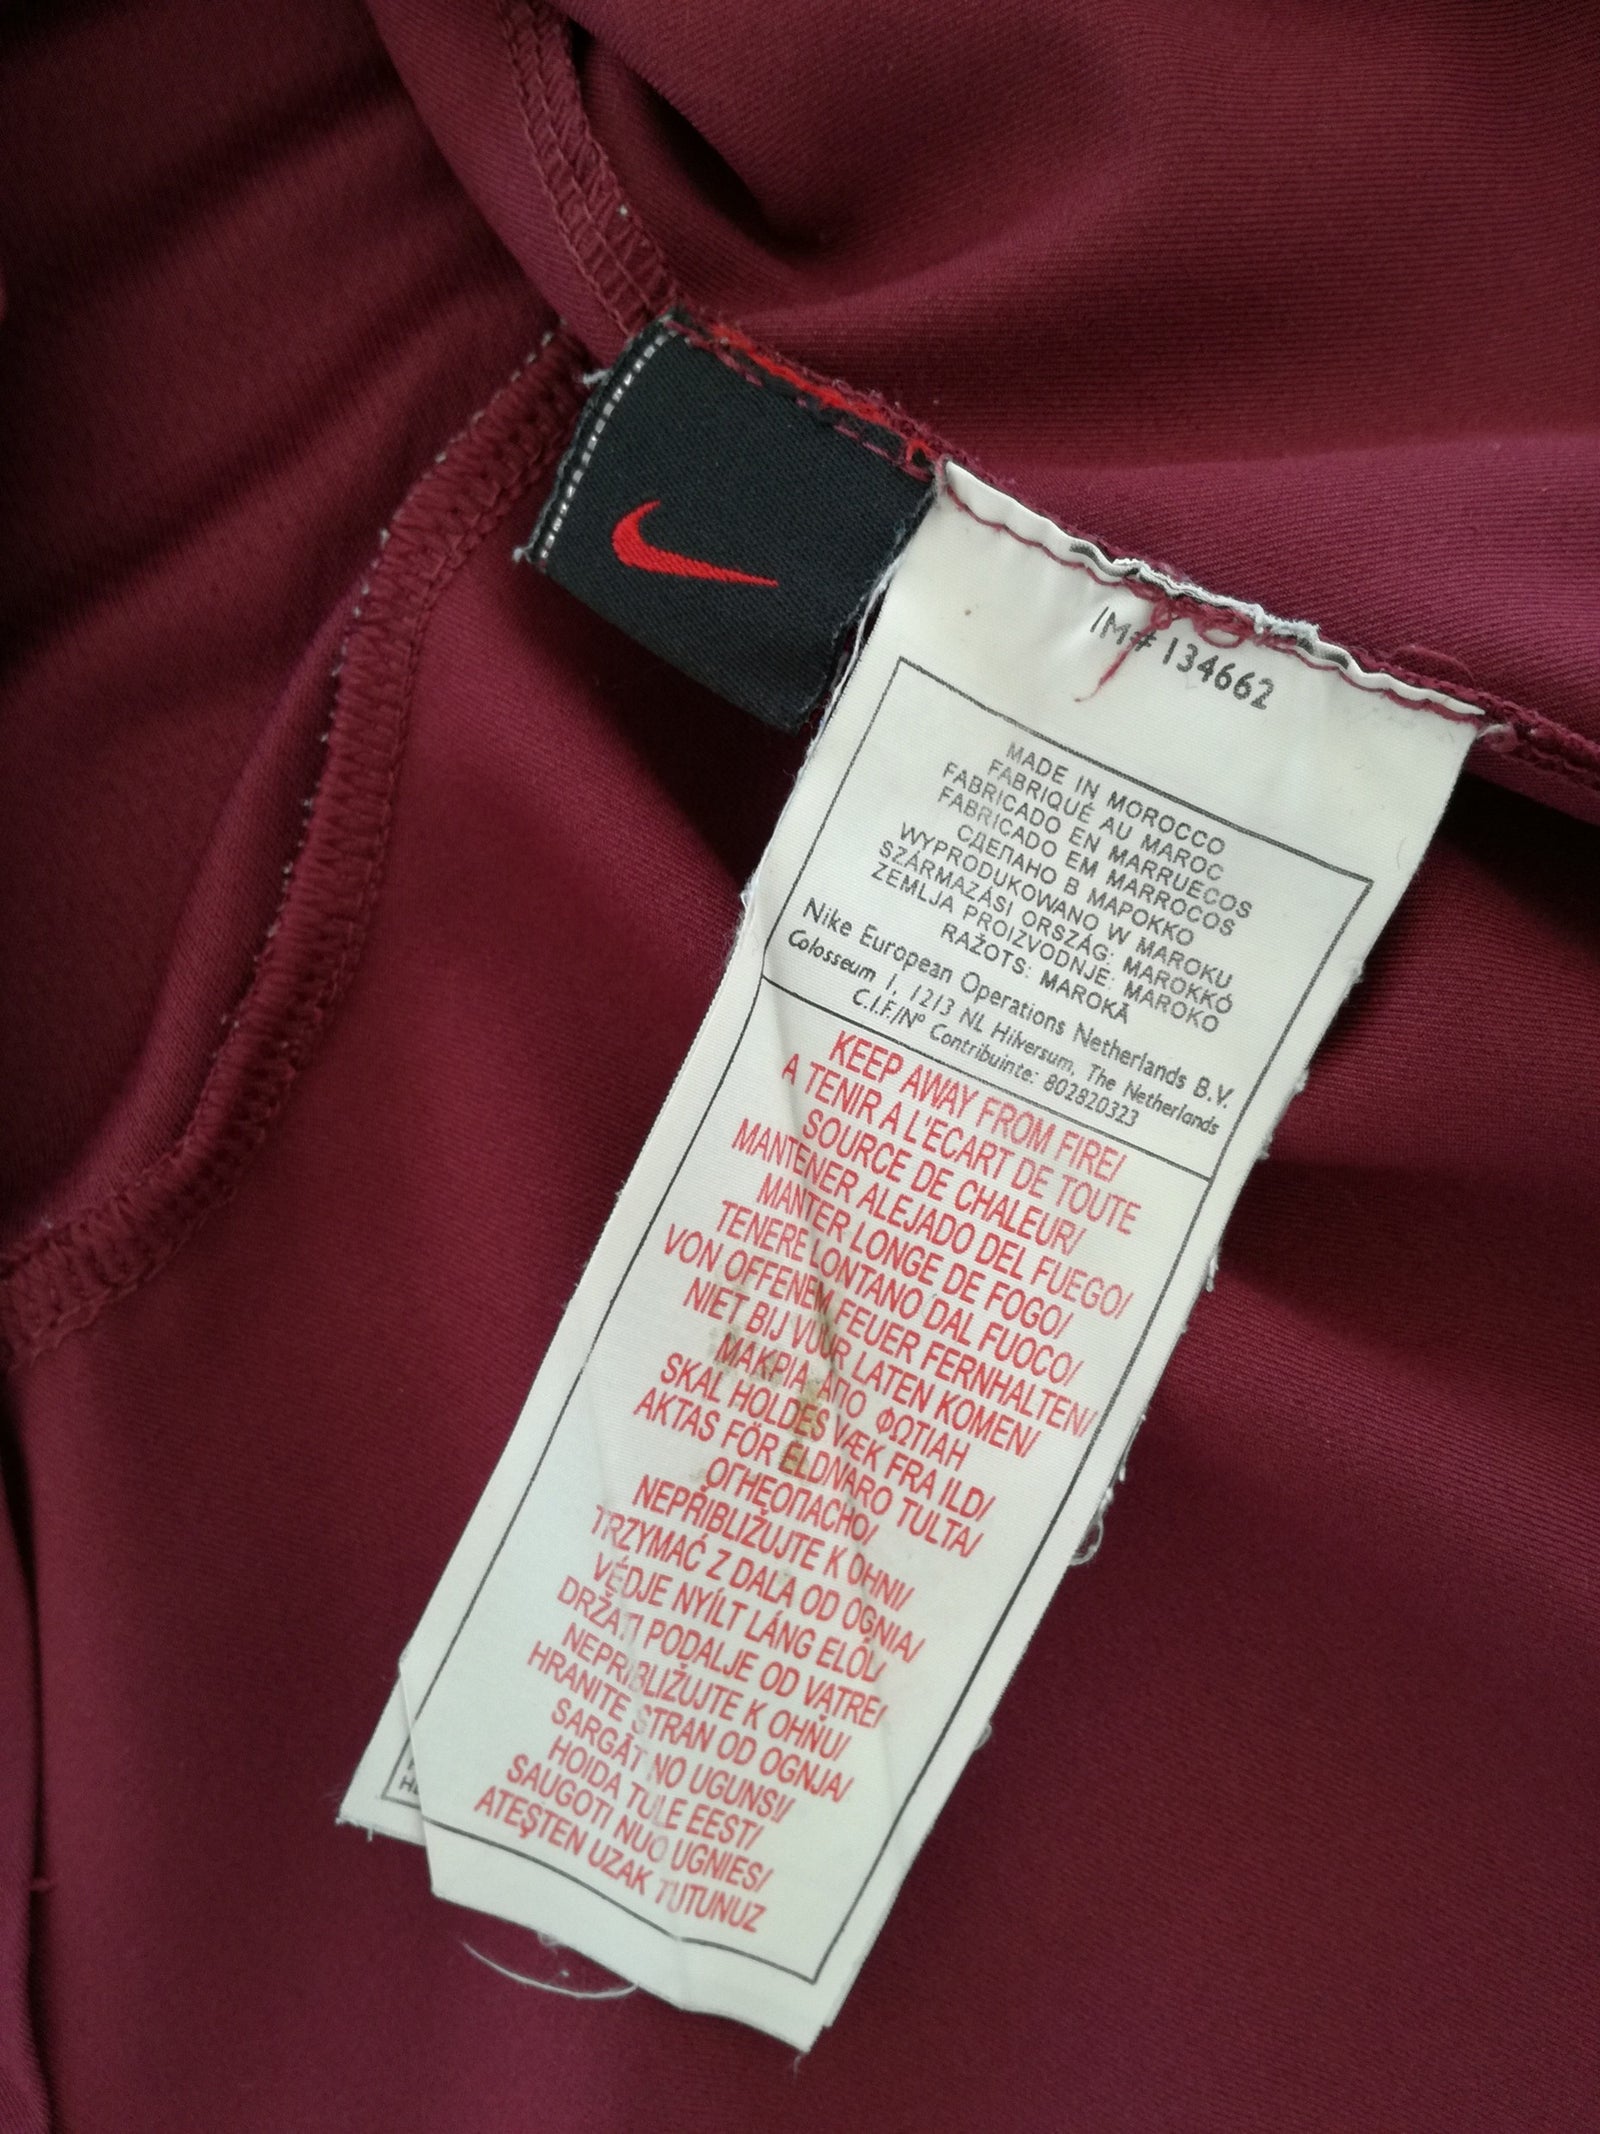 IM# 134662
MADE IN MOROCCO
FABRIQUÉ AU MAROC
FABRICADO EN MARRUECOS
FABRICADO EM MARROCOS
СДЕЛАНО В МАРОККО
WYPRODUKOWANO W MAROKU
SZÁRMAZÁSI ORSZÁG: MAROKKÓ
ZEMLJA PROIZVODNJE: MAROKO
RAŽOTS: MAROKĀ
Nike European Operations Netherlands B.V.
Colosseum 1, 1213 NL Hilversum, The Netherlands
C.I.F./Nº Contribuinte: 802820323
KEEP AWAY FROM FIRE/
A TENIR A L'ECART DE TOUTE
SOURCE DE CHALEUR/
MANTENER ALEJADO DEL FUEGO/
MANTER LONGE DE FOGO/
TENERE LONTANO DAL FUOCO/
VON OFFENEM FEUER FERNHALTEN/
NIET BIJ VUUR LATEN KOMEN/
ΜΑΚΡΙΑ ΑΠΟ ΦΩΤΙΑΗ
SKAL HOLDES VÆK FRA ILD/
AKTAS FÖR ELDNARO TULTA/
ОГНЕОПАСНО/
NEPŘIBLIŽUJTE K OHNI/
TRZYMAĆ Z DALA OD OGNIA/
VÉDJE NYÍLT LÁNG ELŐL/
DRŽATI PODALJE OD VATRE/
NEPRIBLIŽUJTE K OHŇU/
HRANITE STRAN OD OGNJA/
SARGĀT NO UGUNS!/
HOIDA TULE EEST/
SAUGOTI NUO UGNIES/
ATEŞTEN UZAK TUTUNUZ